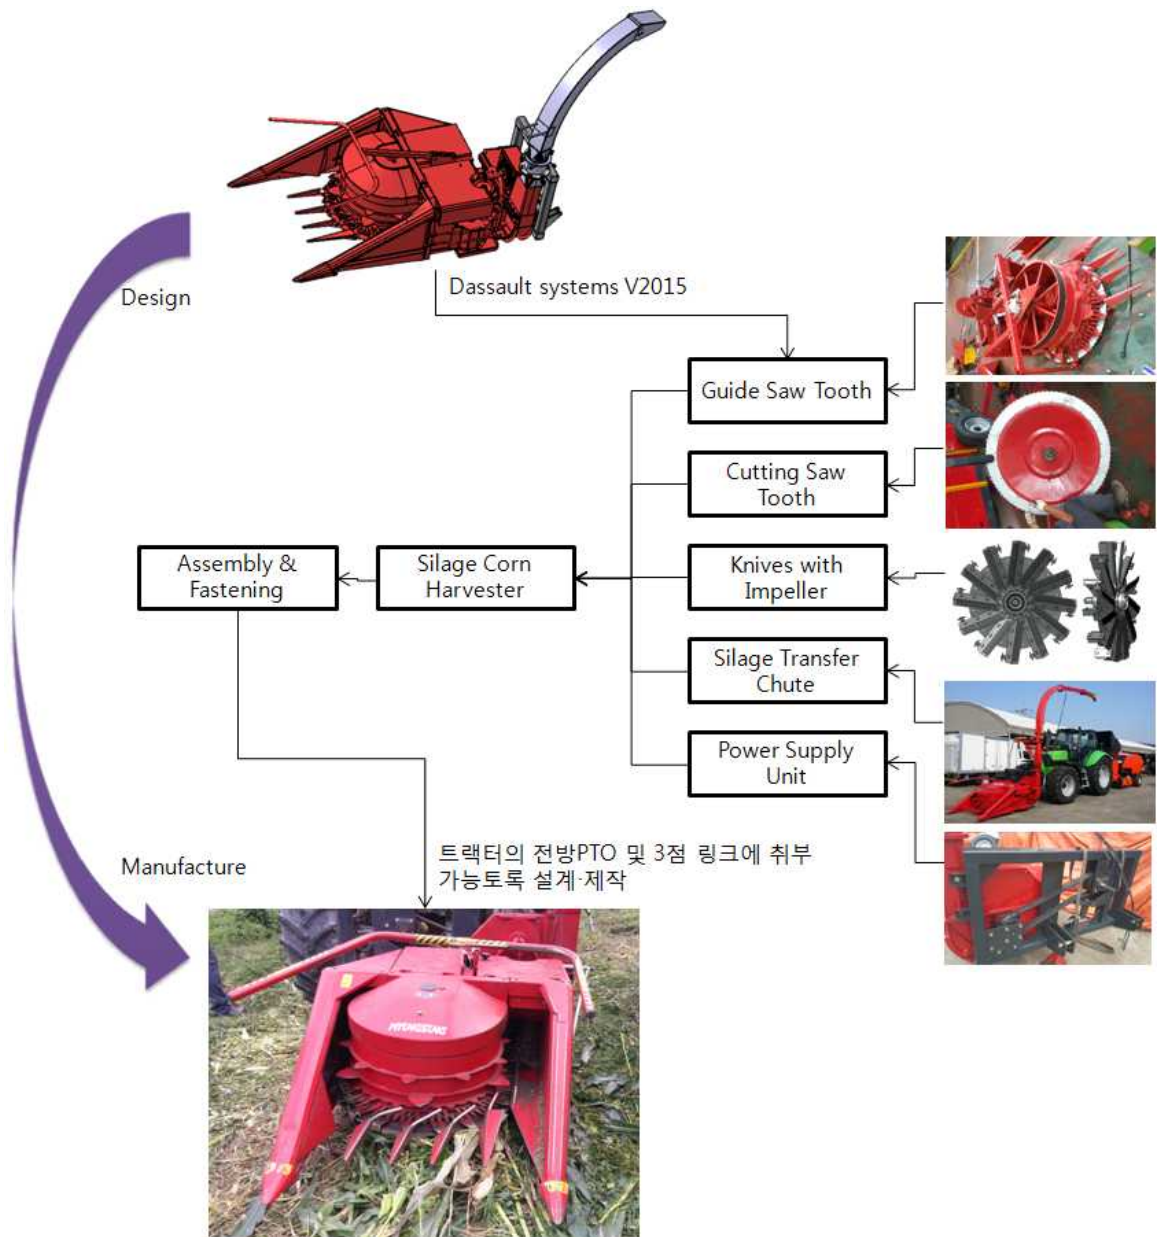 Dassault systems V2015
Design
Guide Saw Tooth
Cutting Saw
Tooth
Assembly &
Fastening
Silage Corn
Harvester
Knives with
Impeller
Silage Transfer
Chute
Power Supply
Unit
Manufacture
트랙터의 전방PTO 및 3점 링크에 취부
가능토록 설계·제작
MYUNGSUNG